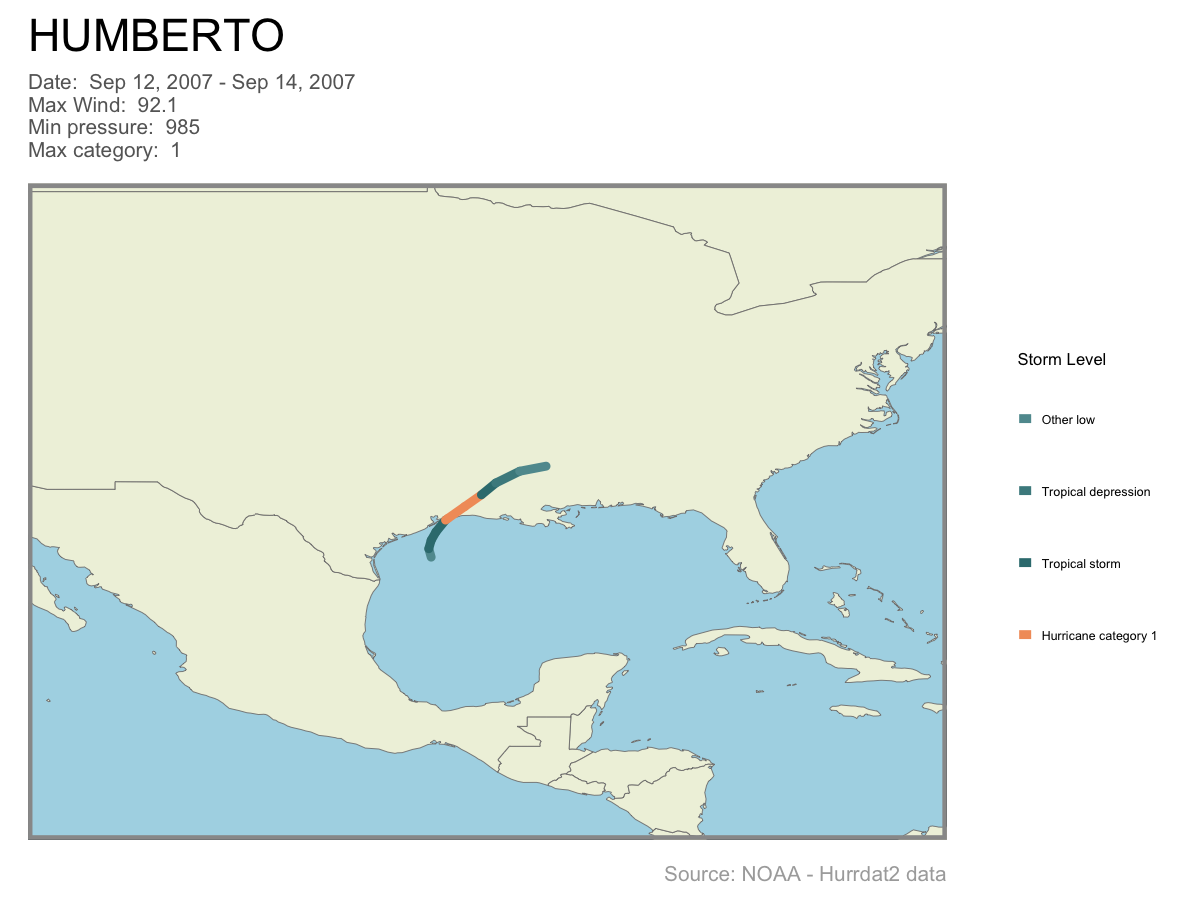 HUMBERTO
Date:  Sep 12, 2007 - Sep 14, 2007
Max Wind:  92.1
Min pressure:  985
Max category:  1
Storm Level
Other low
Tropical depression
Tropical storm
Hurricane category 1
Source: NOAA - Hurrdat2 data